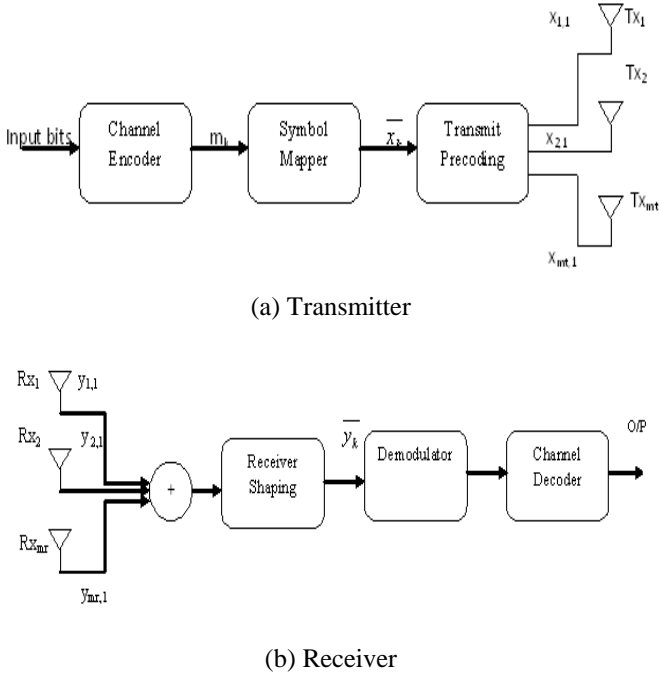 x1,1
Tx1
Tx2
Input bits
Channel
Encoder
mk
Symbol
Mapper
xk
Transmit
Precoding
x2,1
Txmt
xmt,1
(a) Transmitter
Rx1
y1,1
Rx2
y2,1
+
Receiver
Shaping
yk
Demodulator
Channel
Decoder
O/P
Rxmr
ymr,1
(b) Receiver